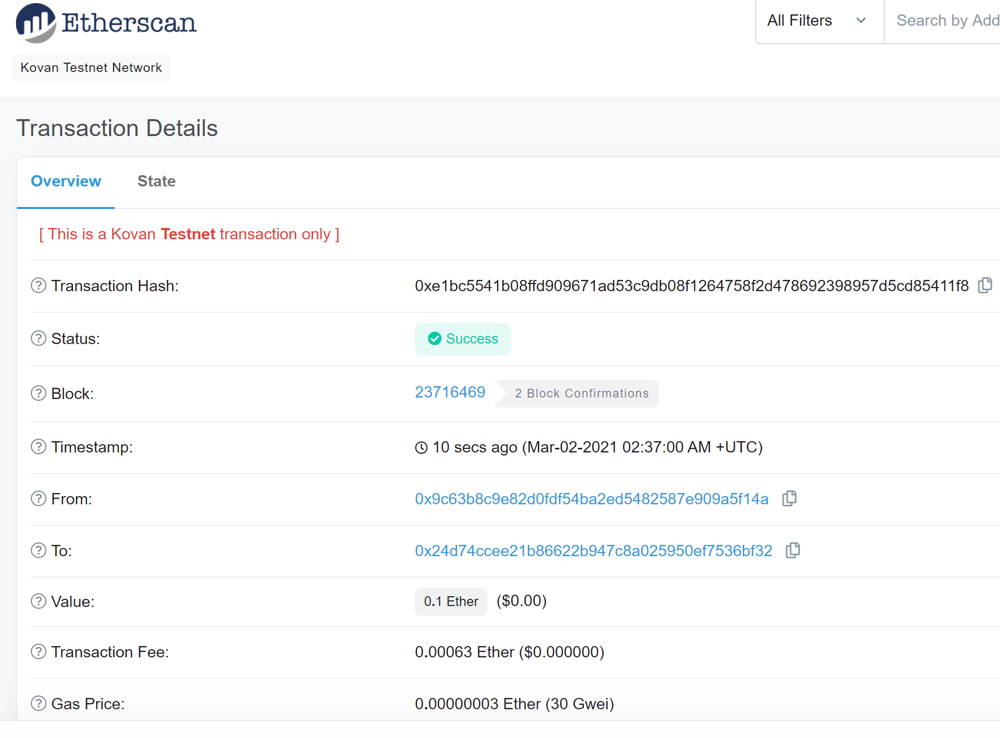 Etherscan
All Filters
Search by Add
Kovan Testnet Network
Transaction Details
Overview
State
[ This is a Kovan Testnet transaction only ]
Transaction Hash: 0xe1bc5541b08ffd909671ad53c9db08f1264758f2d478692398957d5cd85411f8
Status: Success
Block: 23716469 2 Block Confirmations
Timestamp: 10 secs ago (Mar-02-2021 02:37:00 AM +UTC)
From: 0x9c63b8c9e82d0fdf54ba2ed5482587e909a5f14a
To: 0x24d74ccee21b86622b947c8a025950ef7536bf32
Value: 0.1 Ether ($0.00)
Transaction Fee: 0.00063 Ether ($0.000000)
Gas Price: 0.00000003 Ether (30 Gwei)